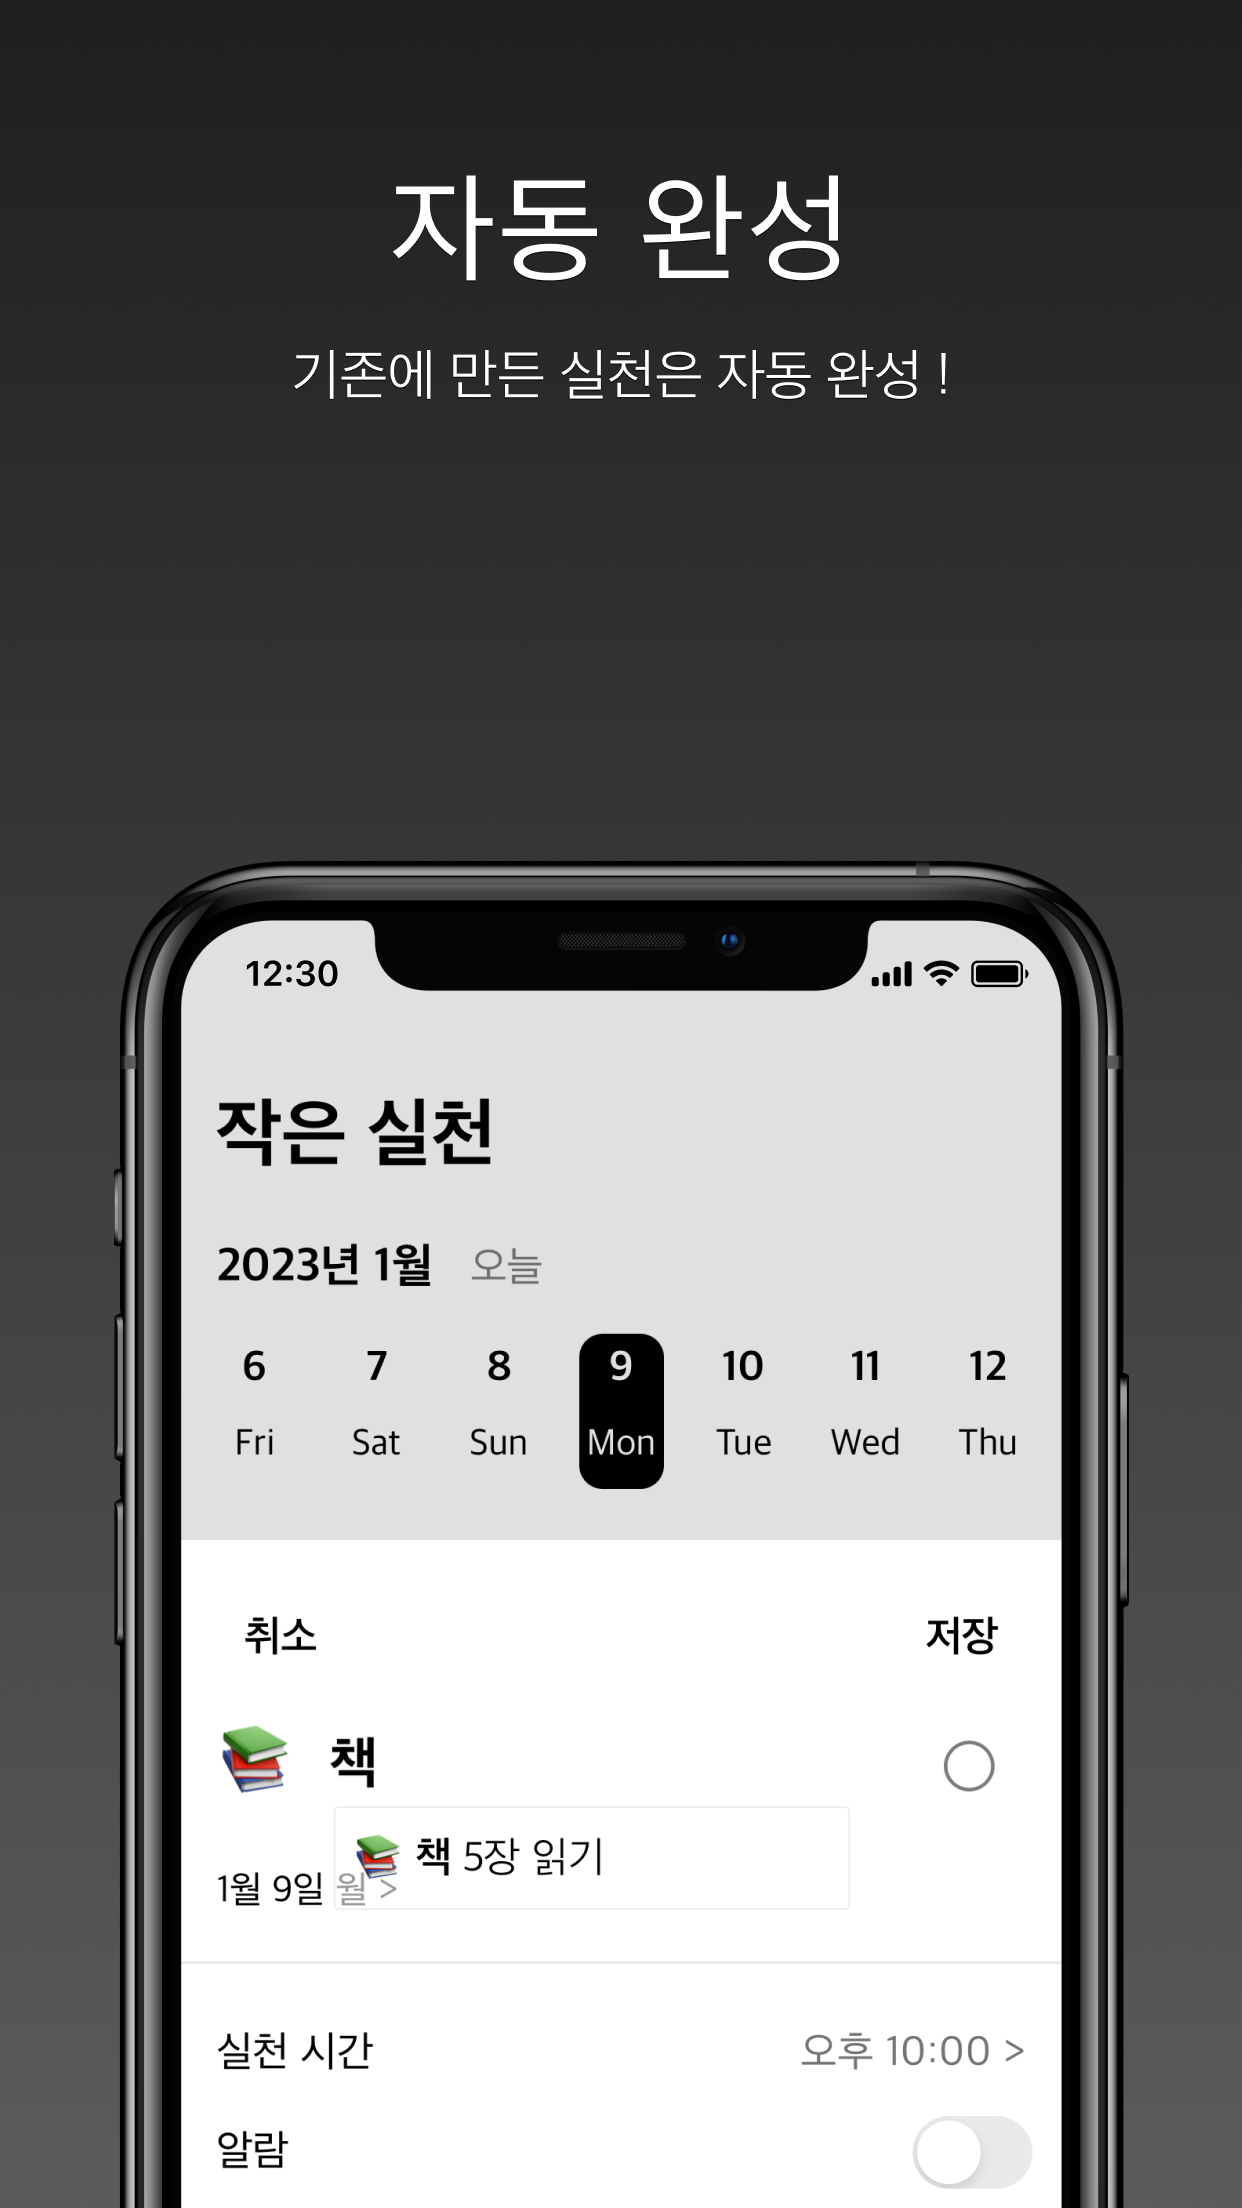 자동 완성
기존에 만든 실천은 자동 완성 !
12:30
작은 실천
2023년 1월 오늘
6 7 8 9 10 11 12
Fri Sat Sun Mon Tue Wed Thu
취소 저장
📚 책
📚 책 5장 읽기
1월 9일 월 >
실천 시간 오후 10:00 >
알람